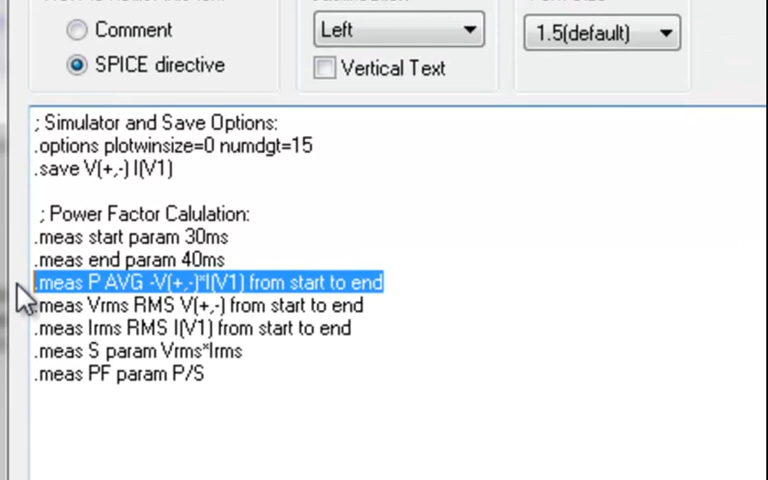 Comment
SPICE directive
Left
Vertical Text
1.5(default)
; Simulator and Save Options:
.options plotwinsize=0 numdgt=15
.save V(+,-) I(V1)
; Power Factor Calulation:
.meas start param 30ms
.meas end param 40ms
.meas P AVG -V(+,-)*I(V1) from start to end
.meas Vrms RMS V(+,-) from start to end
.meas Irms RMS I(V1) from start to end
.meas S param Vrms*Irms
.meas PF param P/S